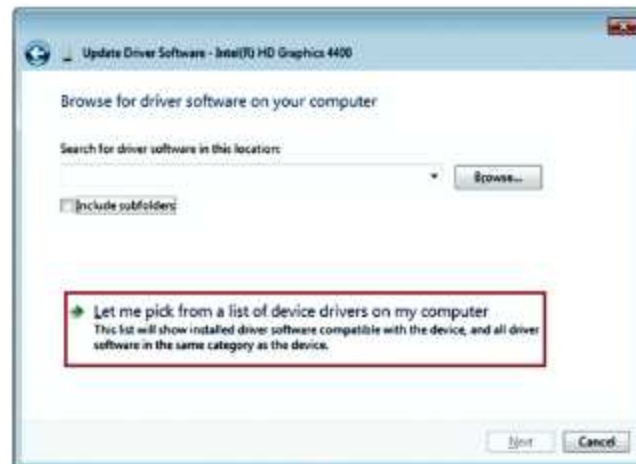 Update Driver Software - Intel(R) HD Graphics 4400
Browse for driver software on your computer
Search for driver software in this location:
Browse...
Include subfolders
Let me pick from a list of device drivers on my computer
This list will show installed driver software compatible with the device, and all driver
software in the same category as the device.
Next
Cancel